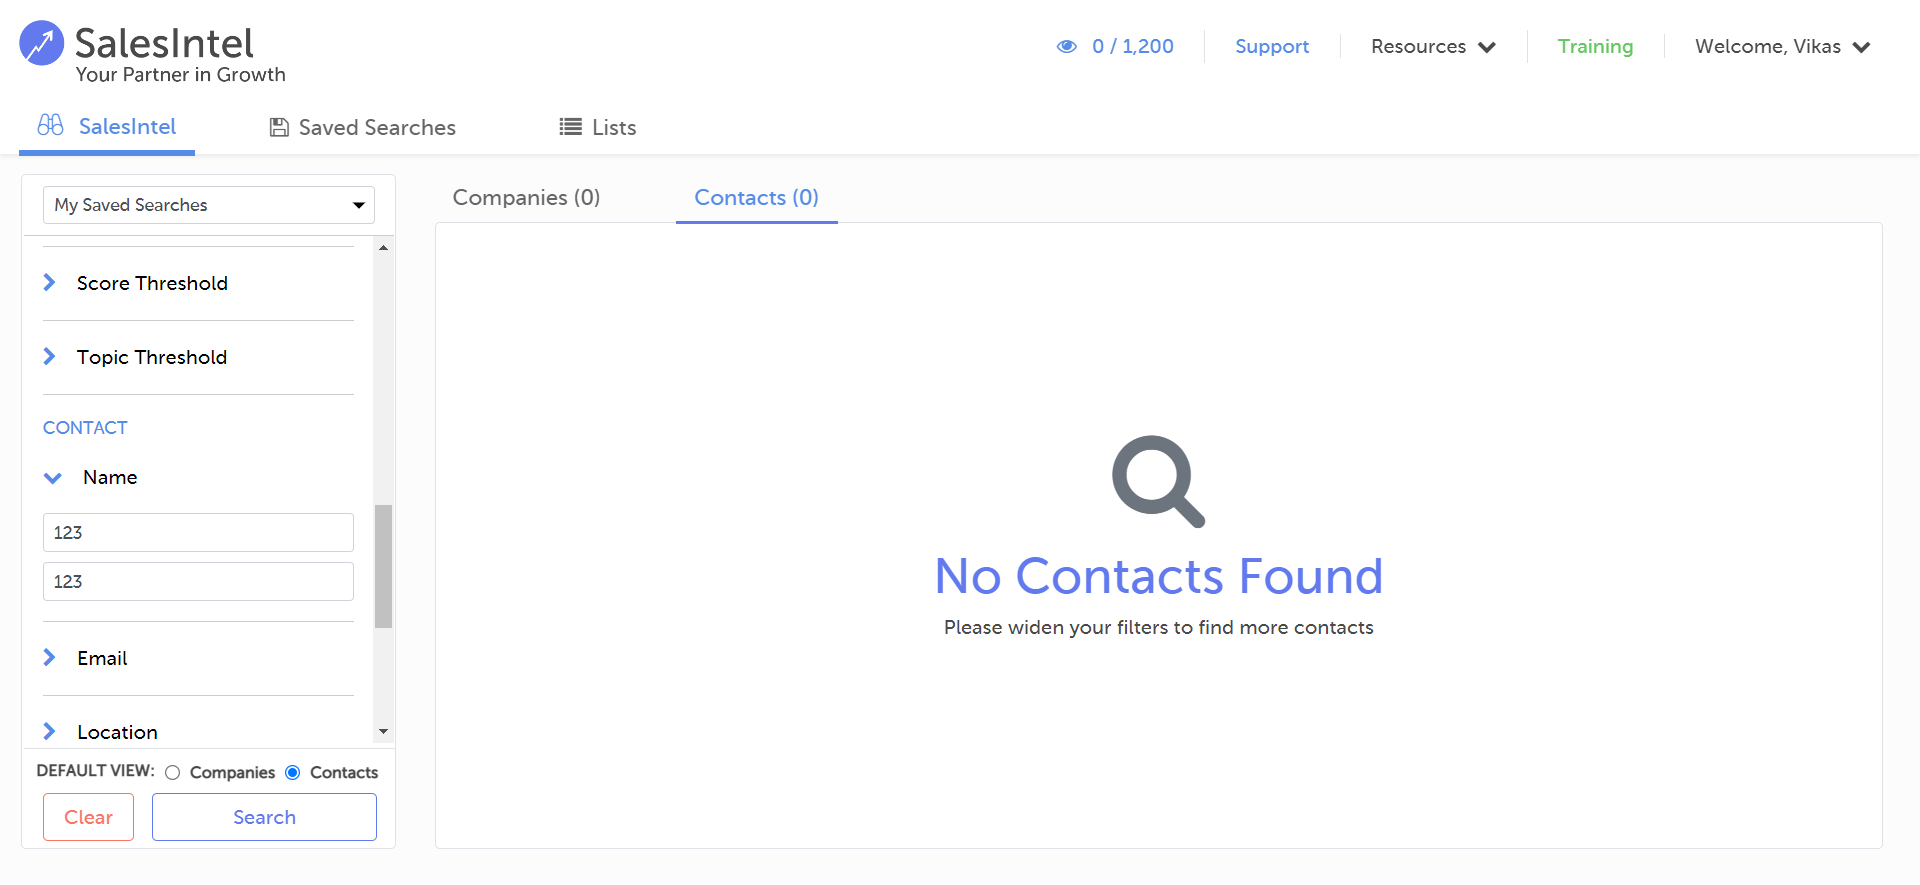 SalesIntel
Your Partner in Growth
0 / 1,200
Support
Resources
Training
Welcome, Vikas
SalesIntel
Saved Searches
Lists
My Saved Searches
Companies (0)
Contacts (0)
Score Threshold
Topic Threshold
CONTACT
Name
123
123
Email
Location
No Contacts Found
Please widen your filters to find more contacts
DEFAULT VIEW: Companies Contacts
Clear
Search